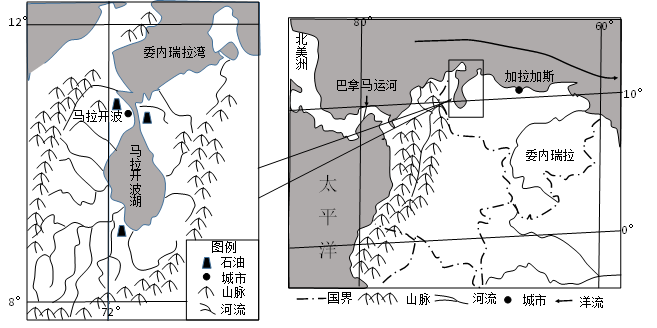 12°
委内瑞拉湾
马拉开波
马拉开波湖
8°
72°
图例
石油
城市
山脉
河流
80°
60°
北美洲
巴拿马运河
加拉加斯
10°
委内瑞拉
太平洋
0°
国界 山脉 河流 城市 洋流